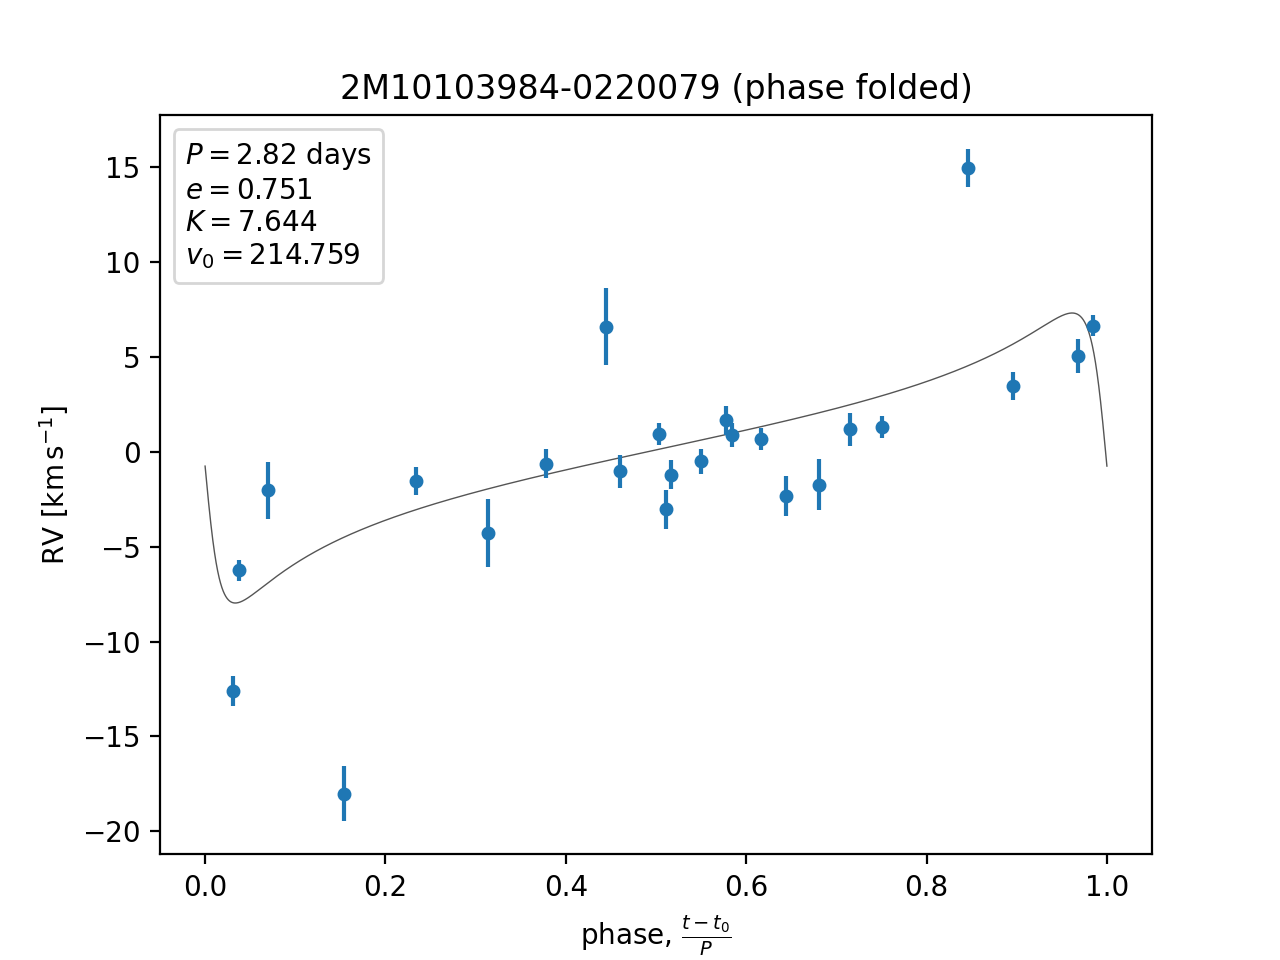 2M10103984-0220079 (phase folded)
P = 2.82 days
e = 0.751
K = 7.644
v₀ = 214.759
15
10
5
0
−5
−10
−15
−20
RV [km s⁻¹]
0.0 0.2 0.4 0.6 0.8 1.0
phase, (t − t₀)/P